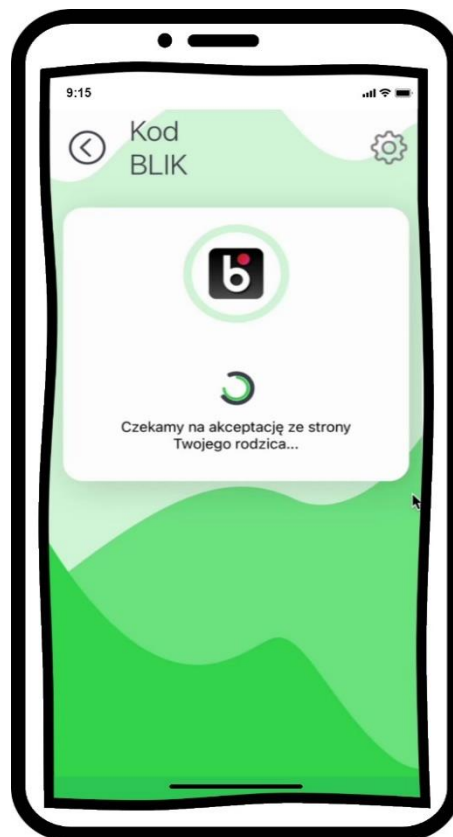 9:15
Kod
BLIK
b
Czekamy na akceptację ze strony
Twojego rodzica...